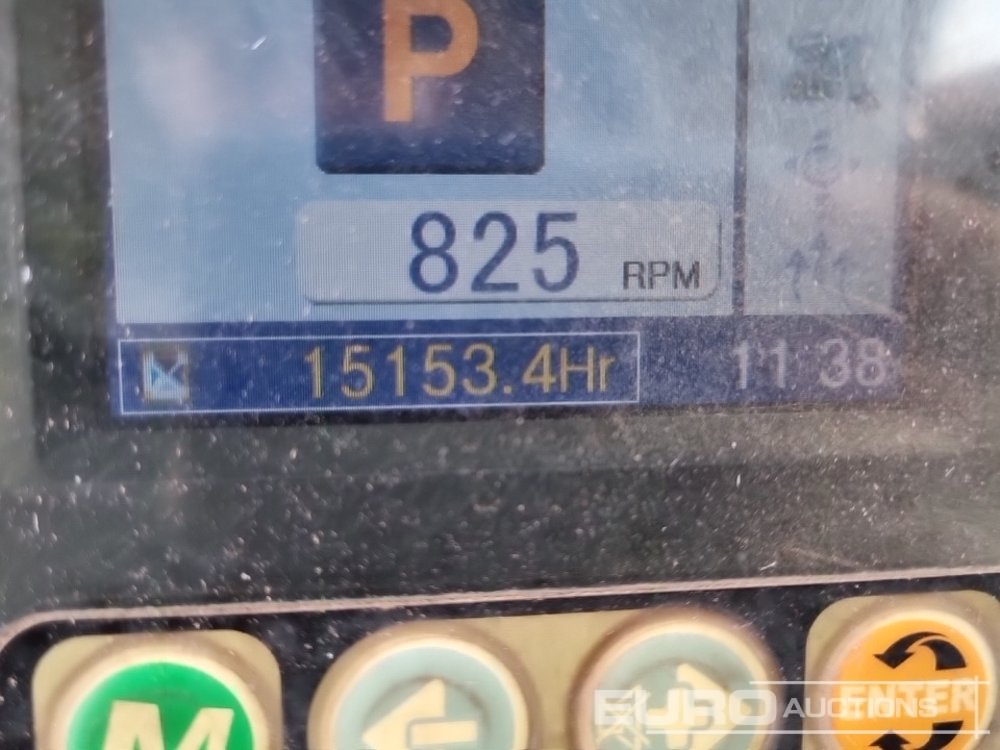 P
825 RPM
15153.4Hr 11 38
M
ENTER
EURO AUCTIONS